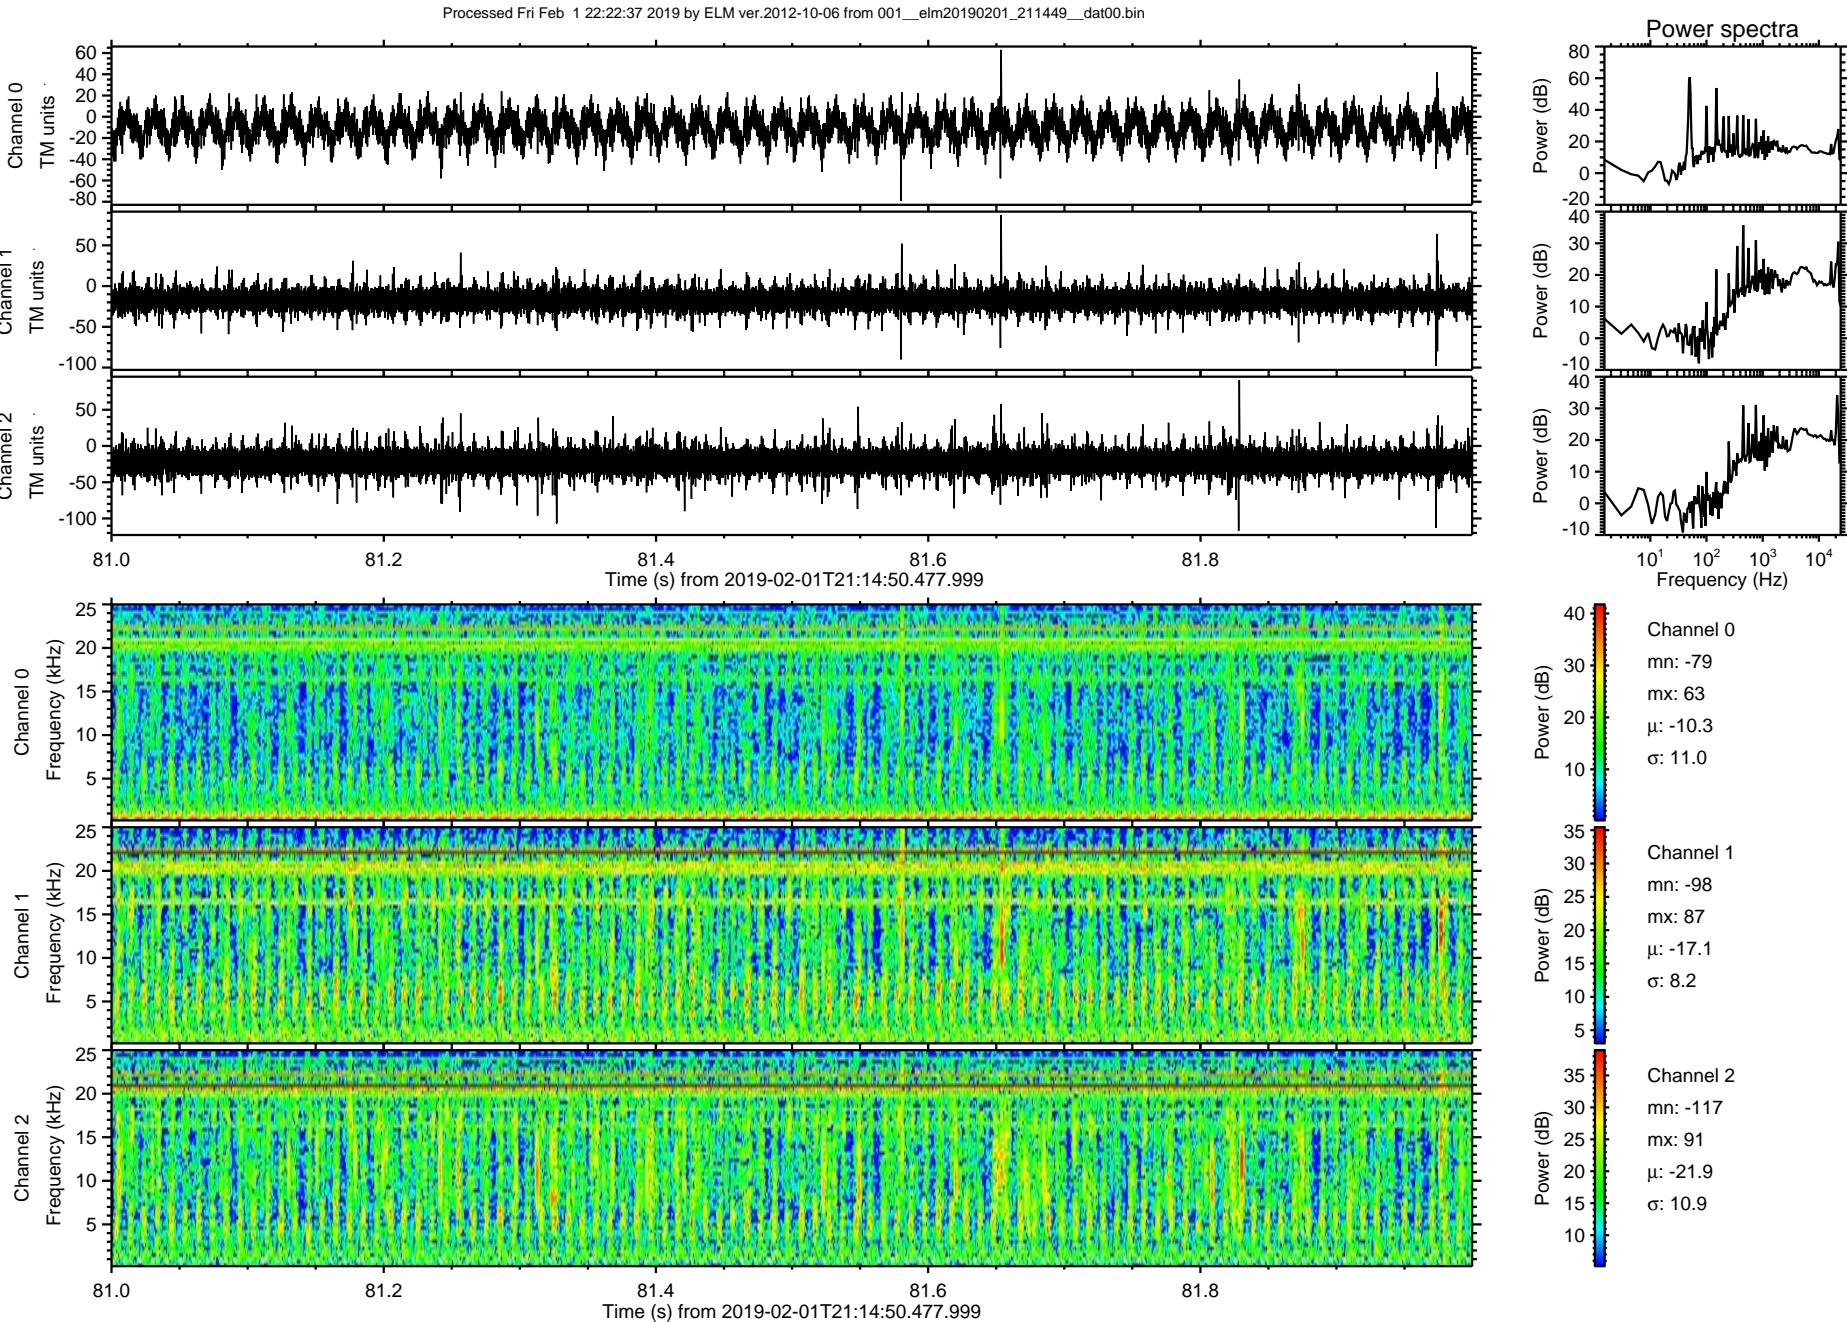 Processed Fri Feb  1 22:22:37 2019 by ELM ver.2012-10-06 from 001__elm20190201_211449__dat00.bin
Power spectra
Channel 0
TM units
60
40
20
0
-20
-40
-60
-80
Power (dB)
80
60
40
20
0
-20
Channel 1
TM units
50
0
-50
-100
Power (dB)
40
30
20
10
0
-10
Channel 2
TM units
50
0
-50
-100
Power (dB)
40
30
20
10
0
-10
81.0 81.2 81.4 81.6 81.8
Time (s) from 2019-02-01T21:14:50.477.999
10^1 10^2 10^3 10^4
Frequency (Hz)
Channel 0
Frequency (kHz)
25
20
15
10
5
Power (dB)
40
30
20
10
Channel 0
mn: -79
mx: 63
µ: -10.3
σ: 11.0
Channel 1
Frequency (kHz)
25
20
15
10
5
Power (dB)
35
30
25
20
15
10
5
Channel 1
mn: -98
mx: 87
µ: -17.1
σ: 8.2
Channel 2
Frequency (kHz)
25
20
15
10
5
Power (dB)
35
30
25
20
15
10
Channel 2
mn: -117
mx: 91
µ: -21.9
σ: 10.9
81.0 81.2 81.4 81.6 81.8
Time (s) from 2019-02-01T21:14:50.477.999